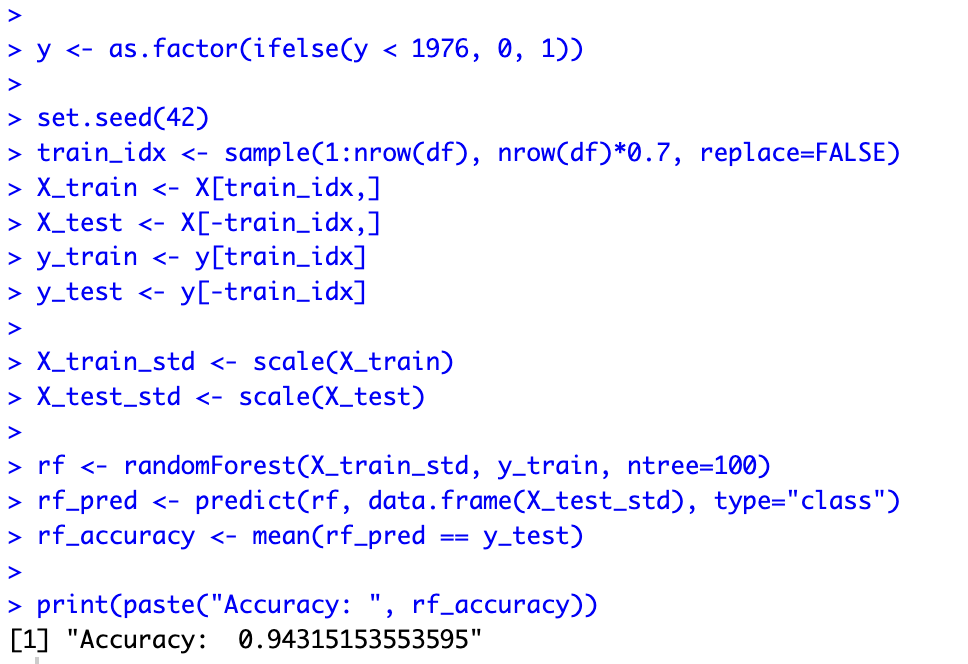 >
> y <- as.factor(ifelse(y < 1976, 0, 1))
>
> set.seed(42)
> train_idx <- sample(1:nrow(df), nrow(df)*0.7, replace=FALSE)
> X_train <- X[train_idx,]
> X_test <- X[-train_idx,]
> y_train <- y[train_idx]
> y_test <- y[-train_idx]
>
> X_train_std <- scale(X_train)
> X_test_std <- scale(X_test)
>
> rf <- randomForest(X_train_std, y_train, ntree=100)
> rf_pred <- predict(rf, data.frame(X_test_std), type="class")
> rf_accuracy <- mean(rf_pred == y_test)
>
> print(paste("Accuracy: ", rf_accuracy))
[1] "Accuracy:  0.94315153553595"